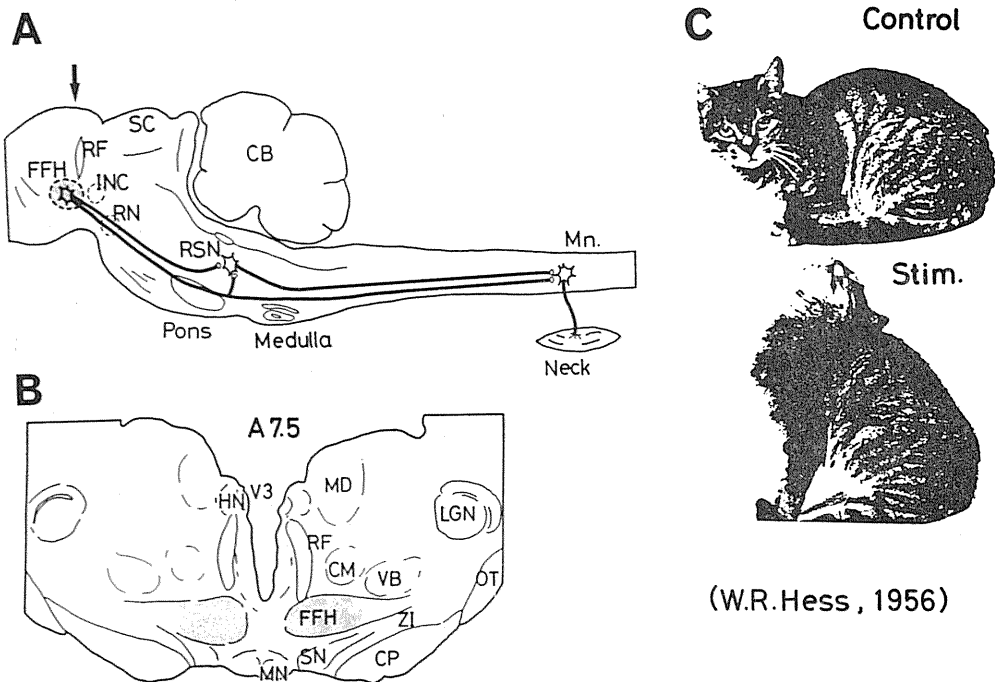 A
SC
CB
RF
FFH
INC
RN
RSN
Mn.
Pons
Medulla
Neck
B
A 7.5
HN
V3
MD
LGN
RF
CM
VB
OT
FFH
ZI
SN
CP
MN
C
Control
Stim.
(W.R.Hess, 1956)